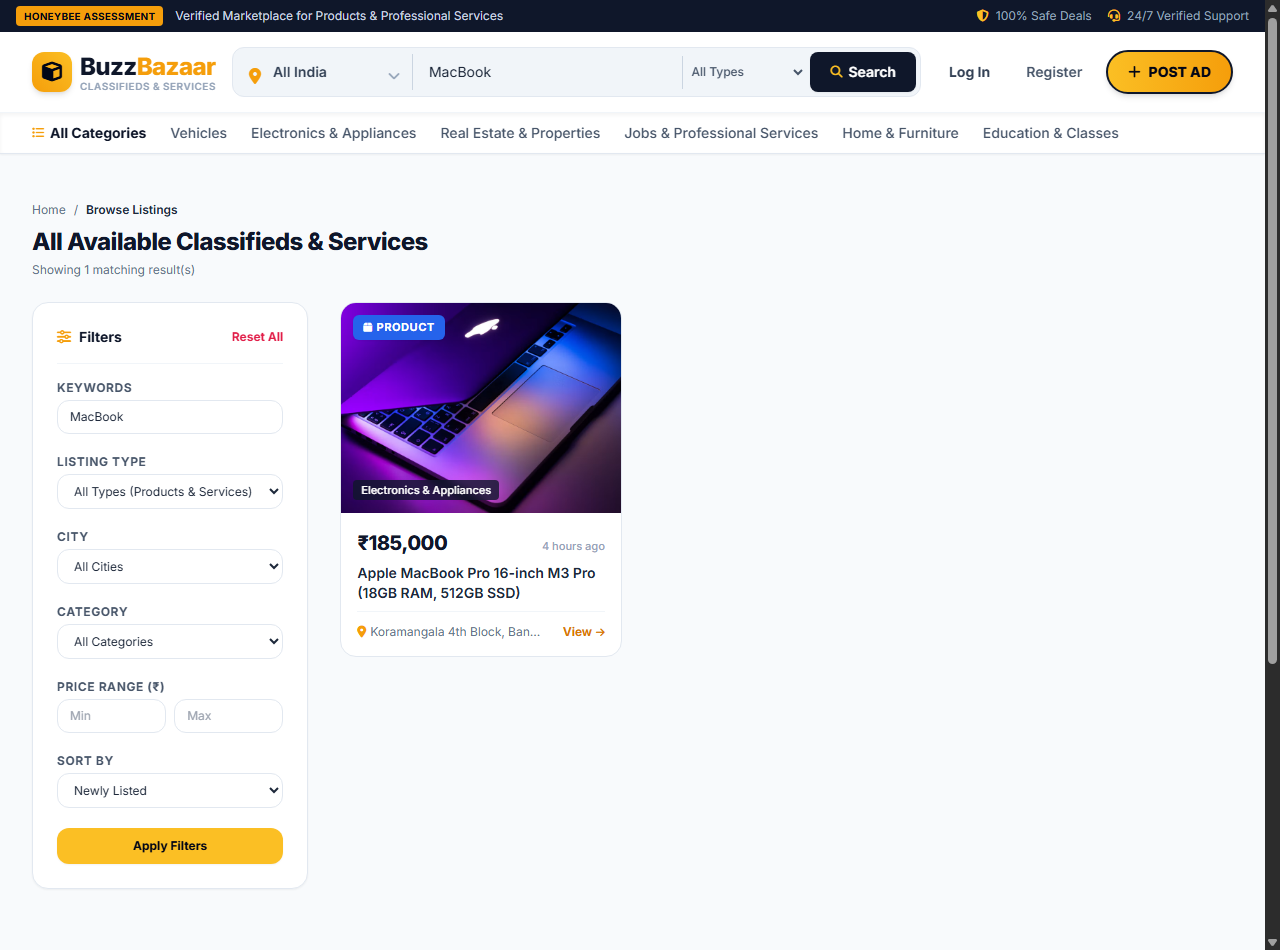 HONEYBEE ASSESSMENT Verified Marketplace for Products & Professional Services 100% Safe Deals 24/7 Verified Support
BuzzBazaar
CLASSIFIEDS & SERVICES
All India MacBook All Types Search Log In Register + POST AD
All Categories Vehicles Electronics & Appliances Real Estate & Properties Jobs & Professional Services Home & Furniture Education & Classes
Home / Browse Listings
All Available Classifieds & Services
Showing 1 matching result(s)
Filters Reset All
KEYWORDS
MacBook
LISTING TYPE
All Types (Products & Services)
CITY
All Cities
CATEGORY
All Categories
PRICE RANGE (₹)
Min Max
SORT BY
Newly Listed
Apply Filters
PRODUCT
Electronics & Appliances
₹185,000 4 hours ago
Apple MacBook Pro 16-inch M3 Pro
(18GB RAM, 512GB SSD)
Koramangala 4th Block, Ban... View →